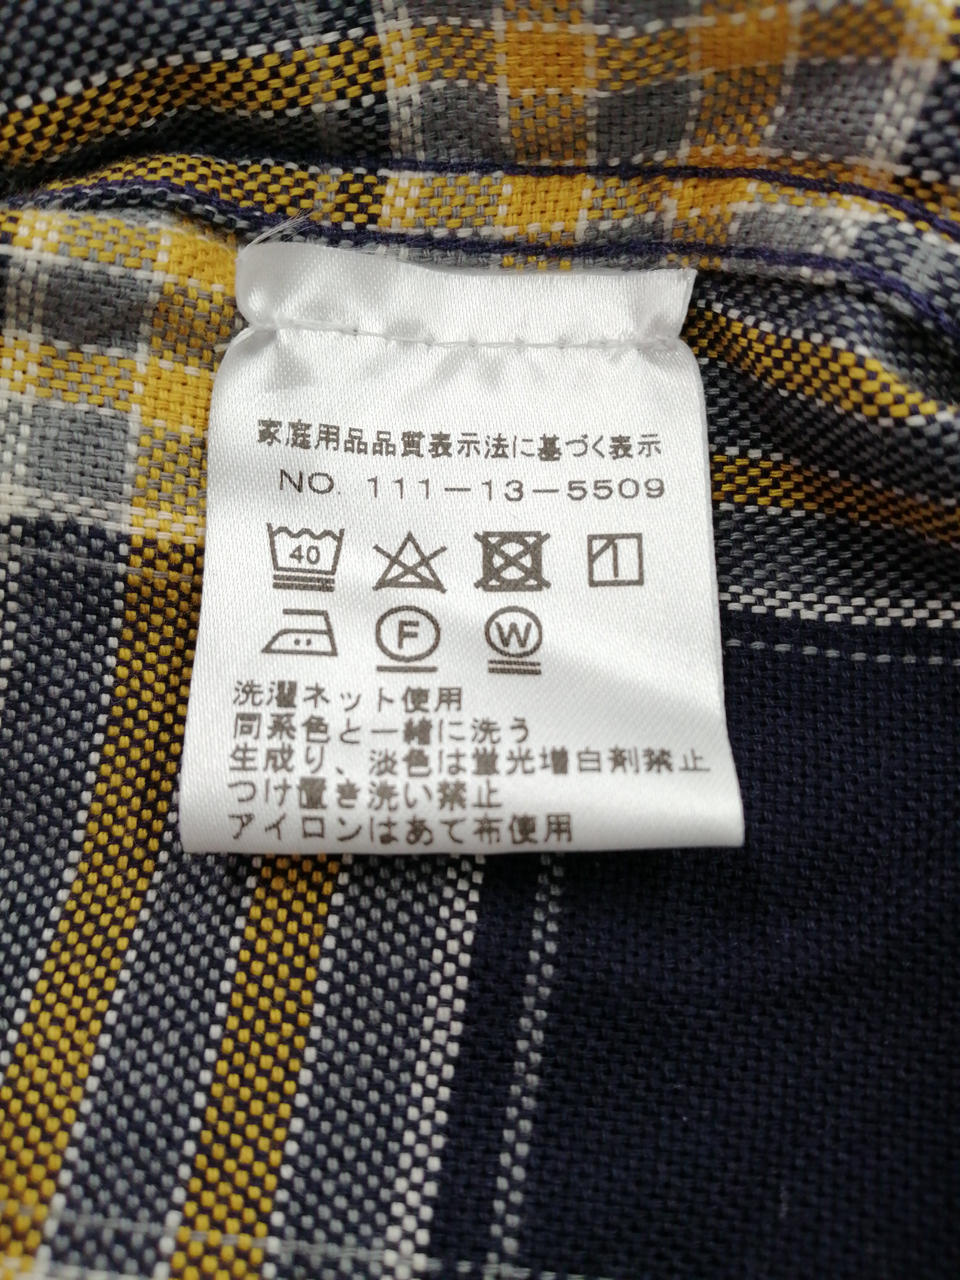 家庭用品品質表示法に基づく表示
NO. 111-13-5509
40
F W
洗濯ネット使用
同系色と一緒に洗う
生成り、淡色は蛍光増白剤禁止
つけ置き洗い禁止
アイロンはあて布使用